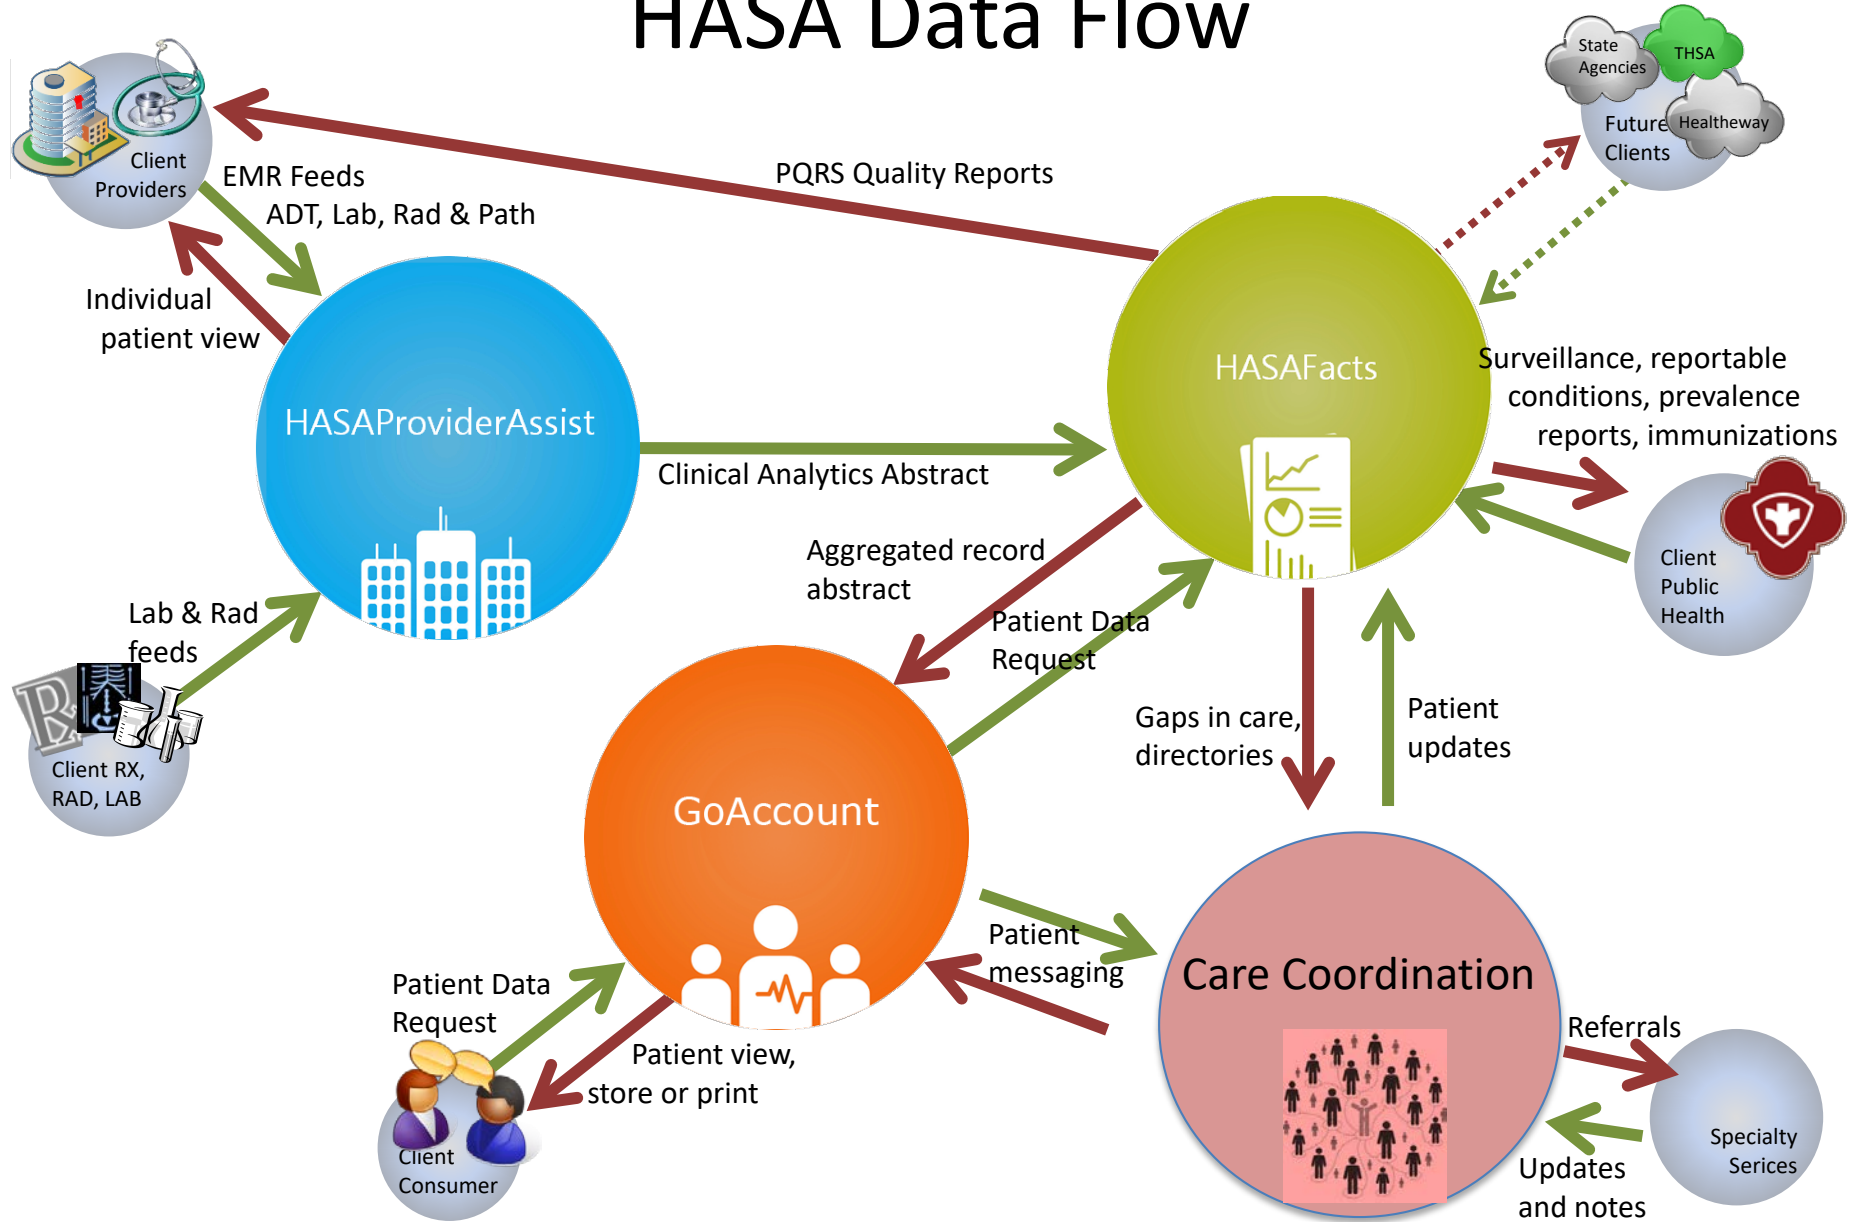 HASA Data Flow
State
Agencies
THSA
Healtheway
Future
Clients
Client
Providers
EMR Feeds
ADT, Lab, Rad & Path
PQRS Quality Reports
Individual
patient view
HASAProviderAssist
HASAFacts
Surveillance, reportable
conditions, prevalence
reports, immunizations
Clinical Analytics Abstract
Client
Public
Health
Aggregated record
abstract
Patient Data
Request
Lab & Rad
feeds
Rx
Client RX,
RAD, LAB
Gaps in care,
directories
Patient
updates
GoAccount
Patient
messaging
Care Coordination
Patient Data
Request
Patient view,
store or print
Client
Consumer
Referrals
Specialty
Serices
Updates
and notes